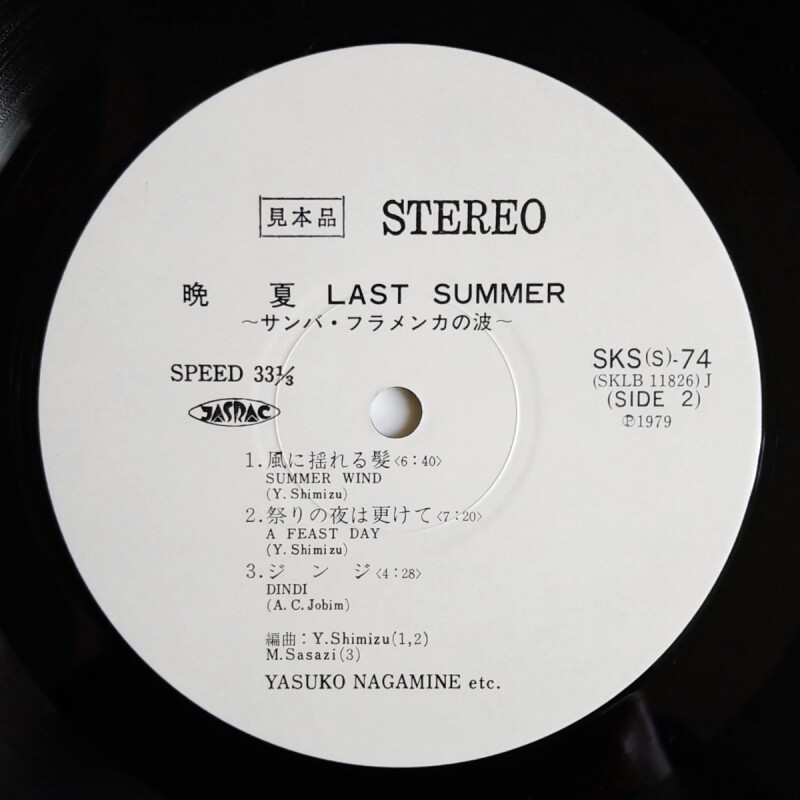 見本品 STEREO
晩 夏 LAST SUMMER
～サンバ・フラメンカの波～
SPEED 33⅓
SKS(S)-74
(SKLB 11826)J
JASRAC
(SIDE 2)
℗1979
1.風に揺れる髪〈6:40〉
SUMMER WIND
(Y. Shimizu)
2.祭りの夜は更けて〈7:20〉
A FEAST DAY
(Y. Shimizu)
3.ジンジ〈4:28〉
DINDI
(A. C. Jobim)
編曲：Y.Shimizu(1,2)
M.Sasazi(3)
YASUKO NAGAMINE etc.